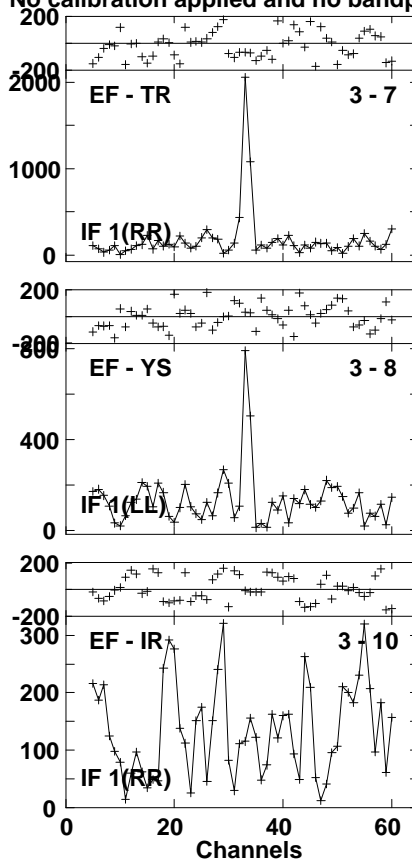 No calibration applied and no bandp
200
-200
2000
EF - TR 3 - 7
1000
IF 1(RR)
0
200
-200
800
EF - YS 3 - 8
400
IF 1(LL)
0
200
-200
300
EF - IR 3 - 10
200
100
IF 1(RR)
0
0 20 40 60
Channels